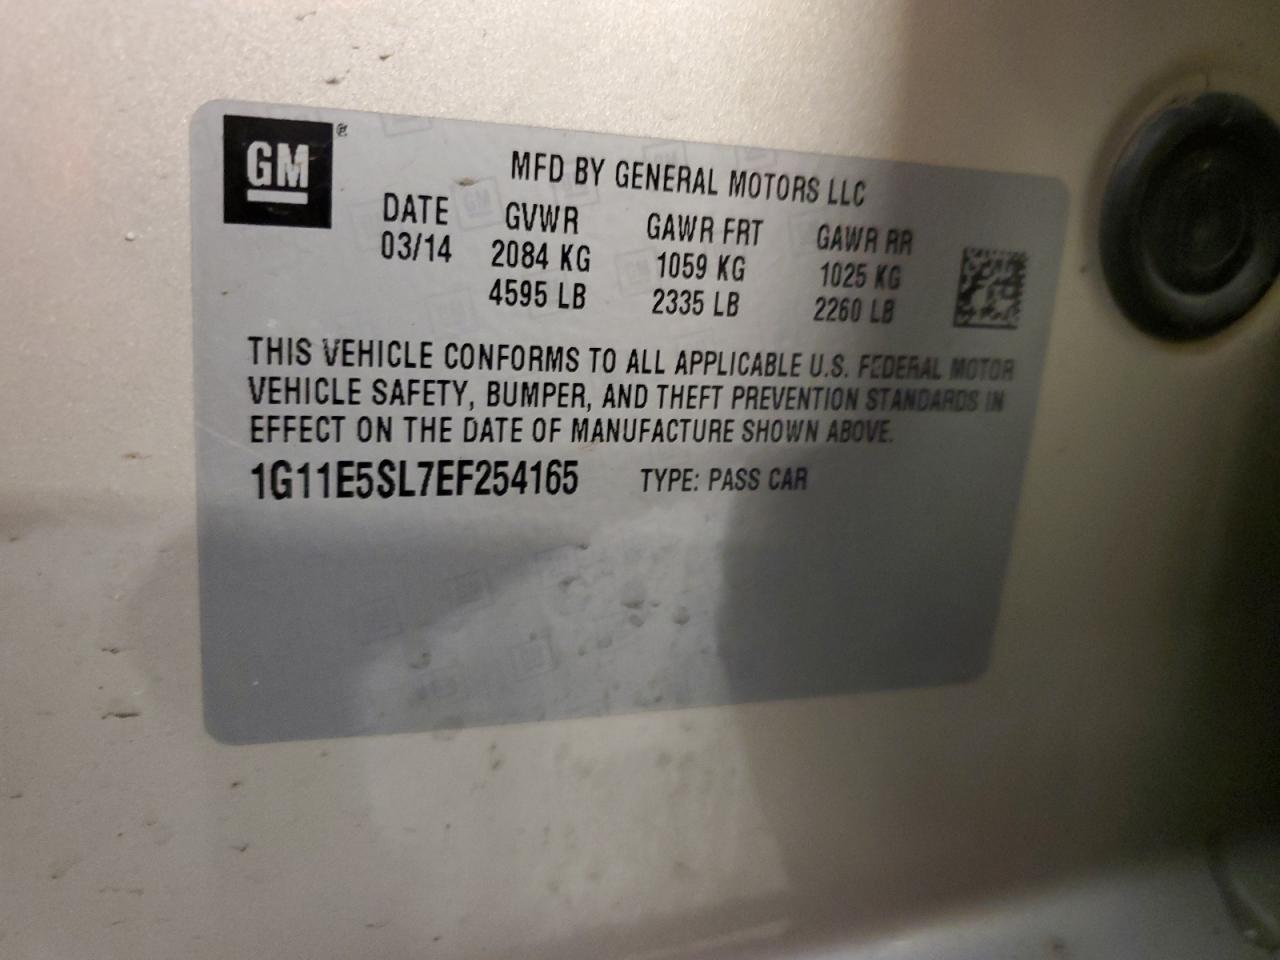 GM®
MFD BY GENERAL MOTORS LLC
DATE GVWR GAWR FRT GAWR RR
03/14 2084 KG 1059 KG 1025 KG
4595 LB 2335 LB 2260 LB
THIS VEHICLE CONFORMS TO ALL APPLICABLE U.S. FEDERAL MOTOR
VEHICLE SAFETY, BUMPER, AND THEFT PREVENTION STANDARDS IN
EFFECT ON THE DATE OF MANUFACTURE SHOWN ABOVE.
1G11E5SL7EF254165 TYPE: PASS CAR